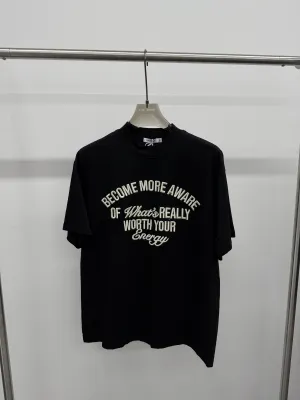 BECOME MORE AWARE
OF What's REALLY
WORTH YOUR
Energy